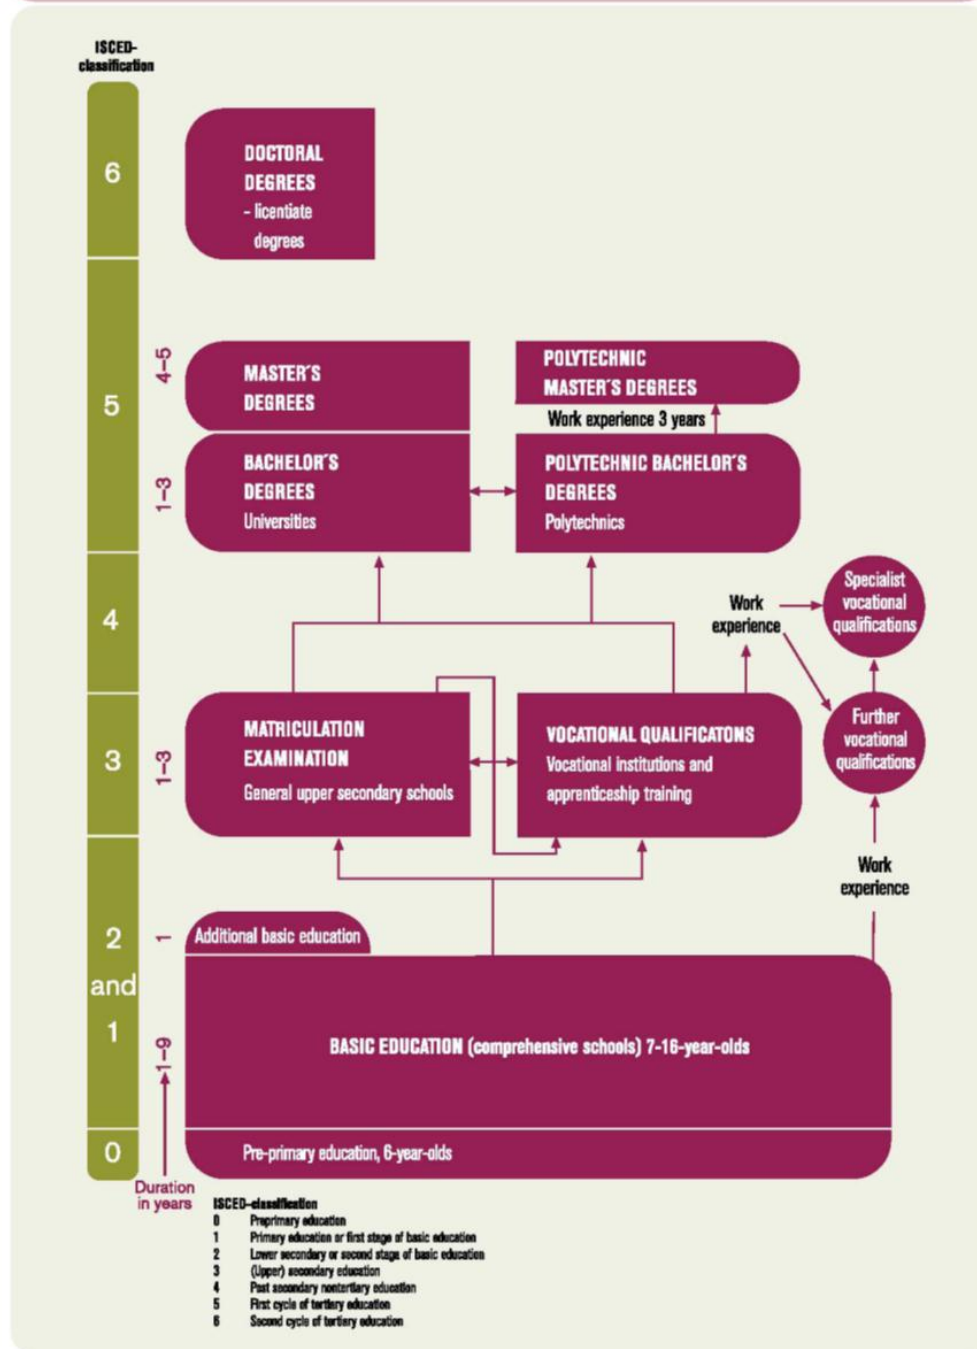 ISCED-
classification
6
DOCTORAL
DEGREES
- licentiate
degrees
5
4–5
MASTER´S
DEGREES
POLYTECHNIC
MASTER´S DEGREES
Work experience 3 years
1–3
BACHELOR´S
DEGREES
Universities
POLYTECHNIC BACHELOR´S
DEGREES
Polytechnics
4
Work
experience
Specialist
vocational
qualifications
3
1–3
MATRICULATION
EXAMINATION
General upper secondary schools
VOCATIONAL QUALIFICATONS
Vocational institutions and
apprenticeship training
Further
vocational
qualifications
Work
experience
2
and
1
1
Additional basic education
1–9
BASIC EDUCATION (comprehensive schools) 7-16-year-olds
0
Pre-primary education, 6-year-olds
Duration
in years
ISCED-classification
0 Preprimary education
1 Primary education or first stage of basic education
2 Lower secondary or second stage of basic education
3 (Upper) secondary education
4 Post secondary nontertiary education
5 First cycle of tertiary education
6 Second cycle of tertiary education